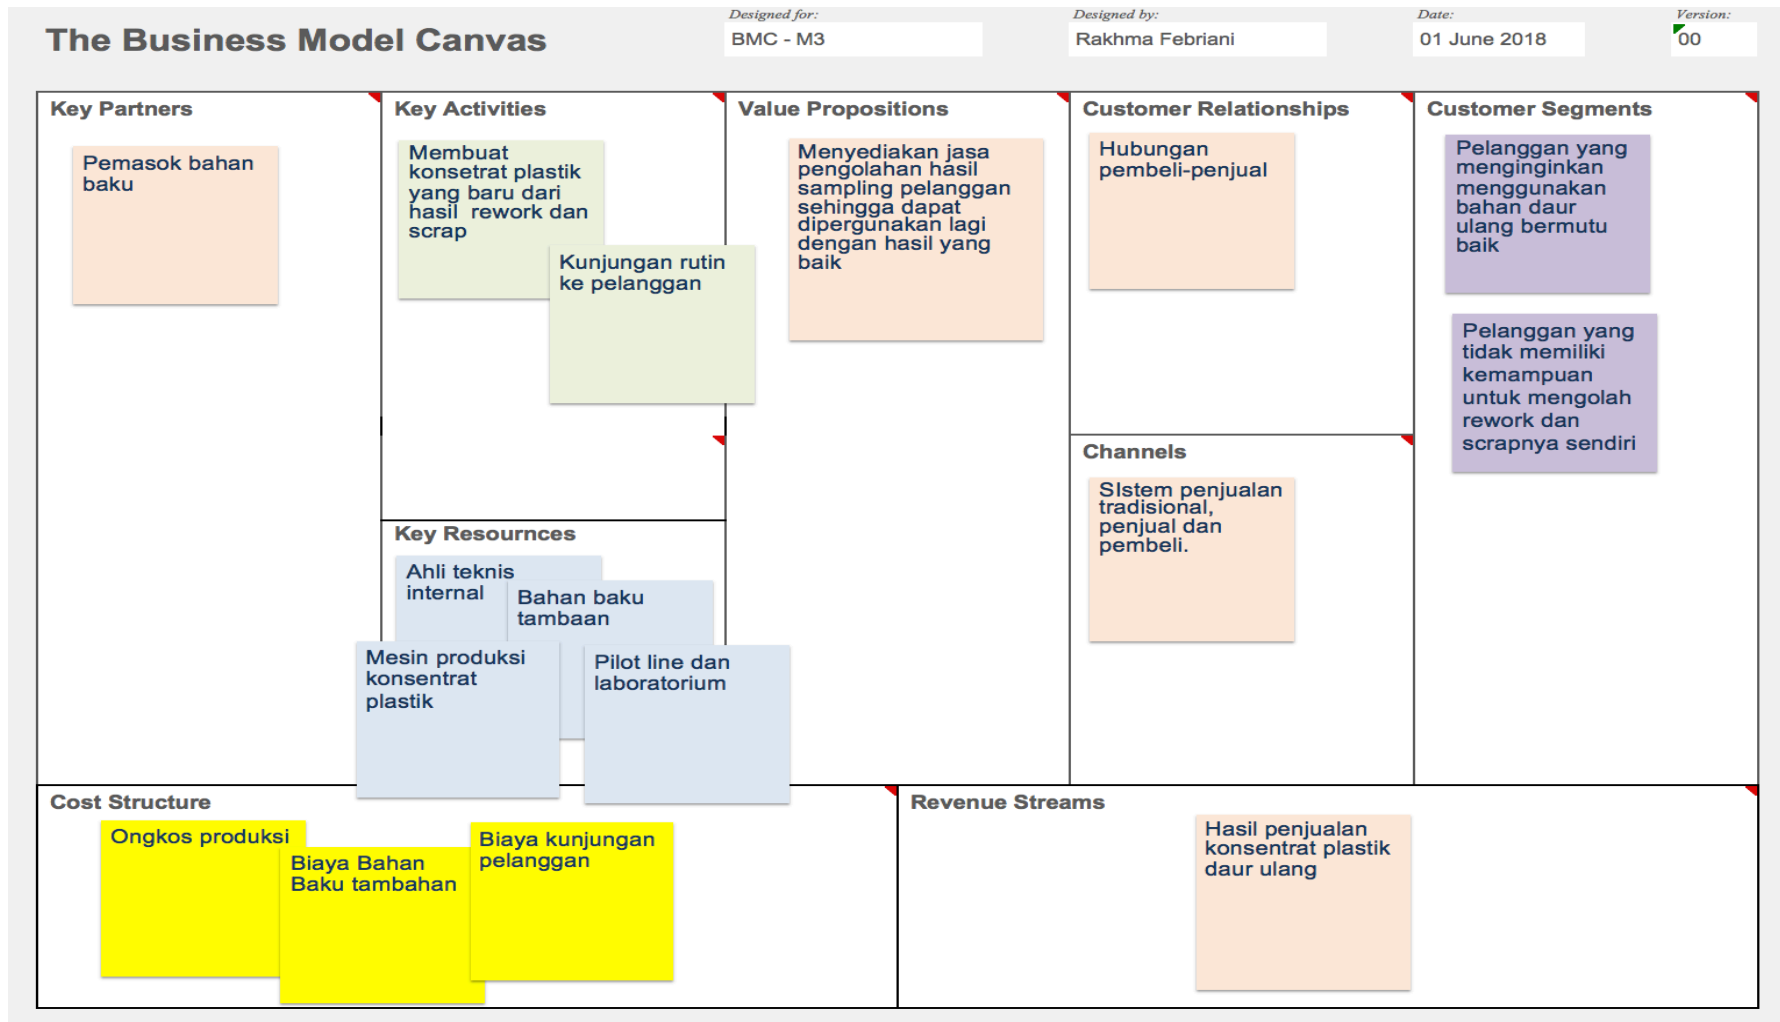 The Business Model Canvas
Designed for:
BMC - M3
Designed by:
Rakhma Febriani
Date:
01 June 2018
Version:
00
Key Partners
Pemasok bahan
baku
Key Activities
Membuat
konsetrat plastik
yang baru dari
hasil rework dan
scrap
Kunjungan rutin
ke pelanggan
Key Resournces
Ahli teknis
internal
Bahan baku
tambaan
Mesin produksi
konsentrat
plastik
Pilot line dan
laboratorium
Value Propositions
Menyediakan jasa
pengolahan hasil
sampling pelanggan
sehingga dapat
dipergunakan lagi
dengan hasil yang
baik
Customer Relationships
Hubungan
pembeli-penjual
Channels
SIstem penjualan
tradisional,
penjual dan
pembeli.
Customer Segments
Pelanggan yang
menginginkan
menggunakan
bahan daur
ulang bermutu
baik
Pelanggan yang
tidak memiliki
kemampuan
untuk mengolah
rework dan
scrapnya sendiri
Cost Structure
Ongkos produksi
Biaya Bahan
Baku tambahan
Biaya kunjungan
pelanggan
Revenue Streams
Hasil penjualan
konsentrat plastik
daur ulang